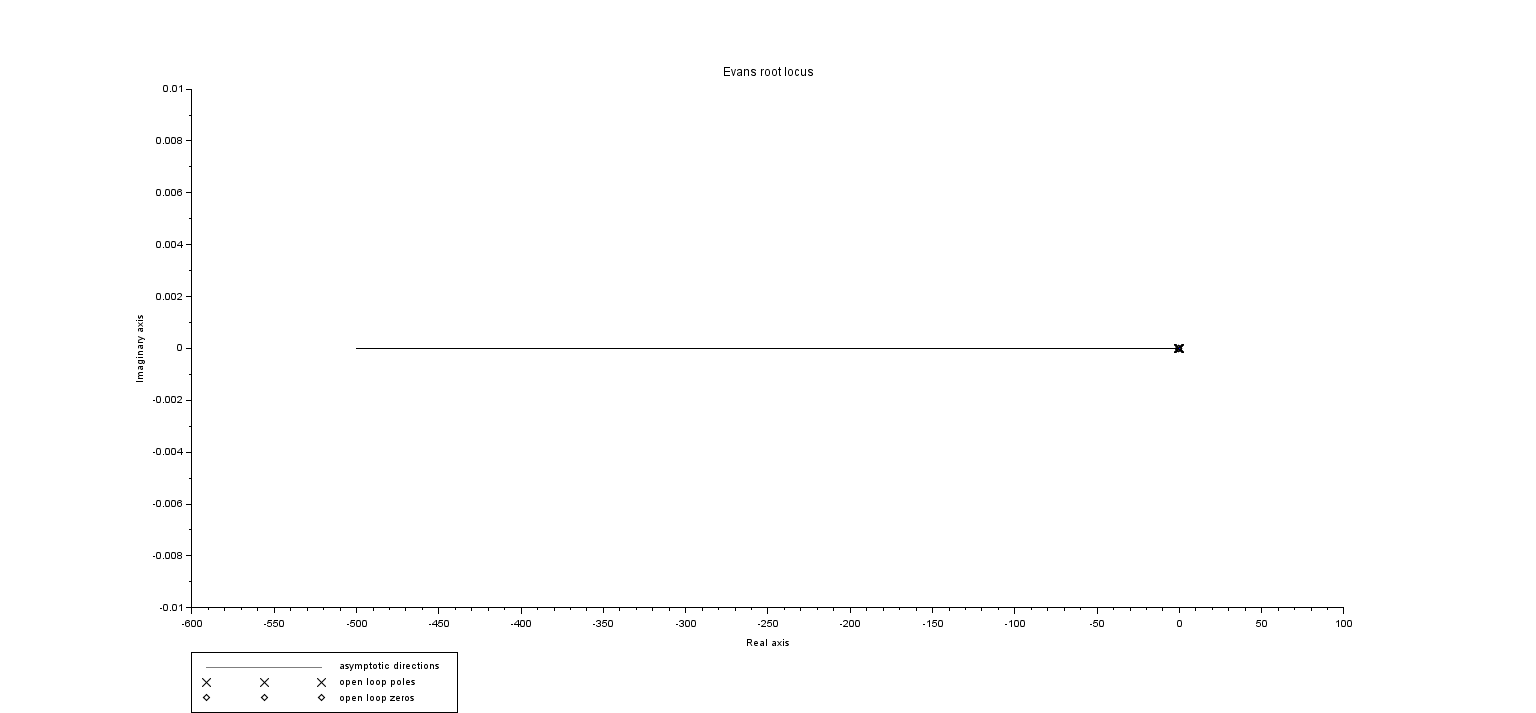 Evans root locus
0.01
0.008
0.006
0.004
0.002
0
-0.002
-0.004
-0.006
-0.008
-0.01
Imaginary axis
-600 -550 -500 -450 -400 -350 -300 -250 -200 -150 -100 -50 0 50 100
Real axis
asymptotic directions
open loop poles
open loop zeros